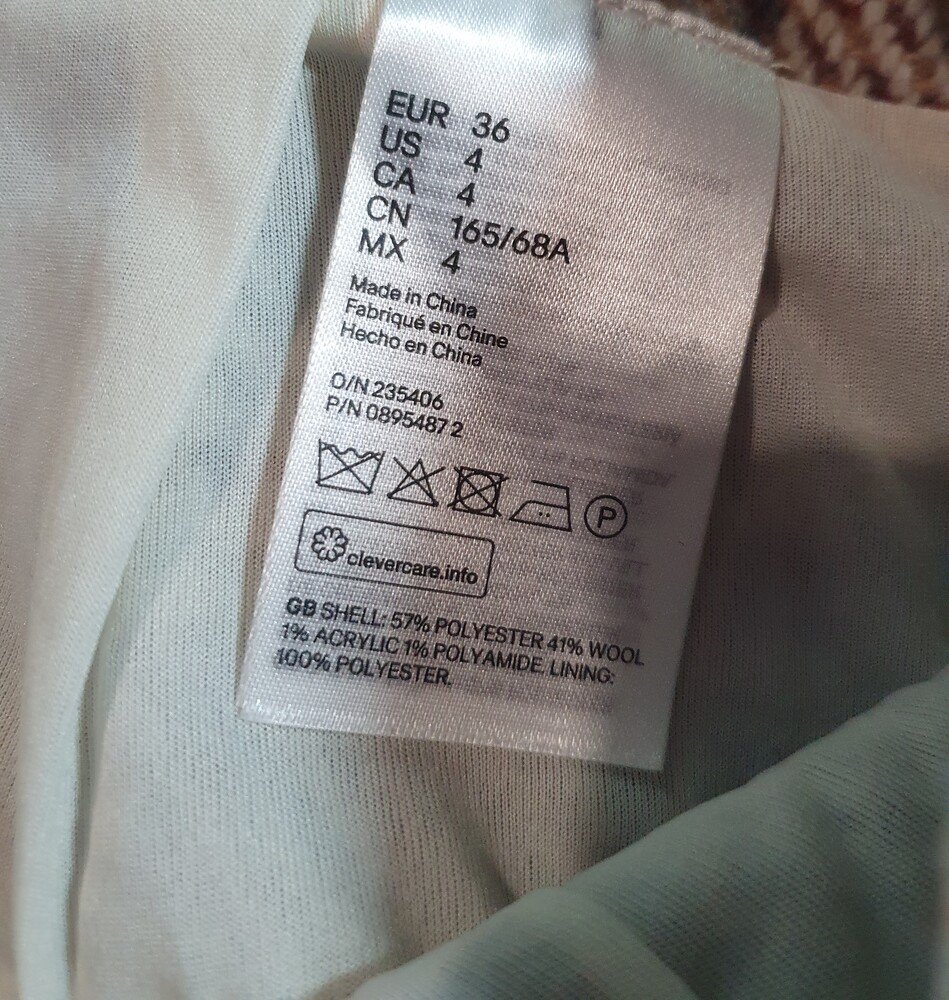 EUR 36
US 4
CA 4
CN 165/68A
MX 4
Made in China
Fabriqué en Chine
Hecho en China
O/N 235406
P/N 0895487 2
P
clevercare.info
GB SHELL: 57% POLYESTER 41% WOOL
1% ACRYLIC 1% POLYAMIDE. LINING:
100% POLYESTER.